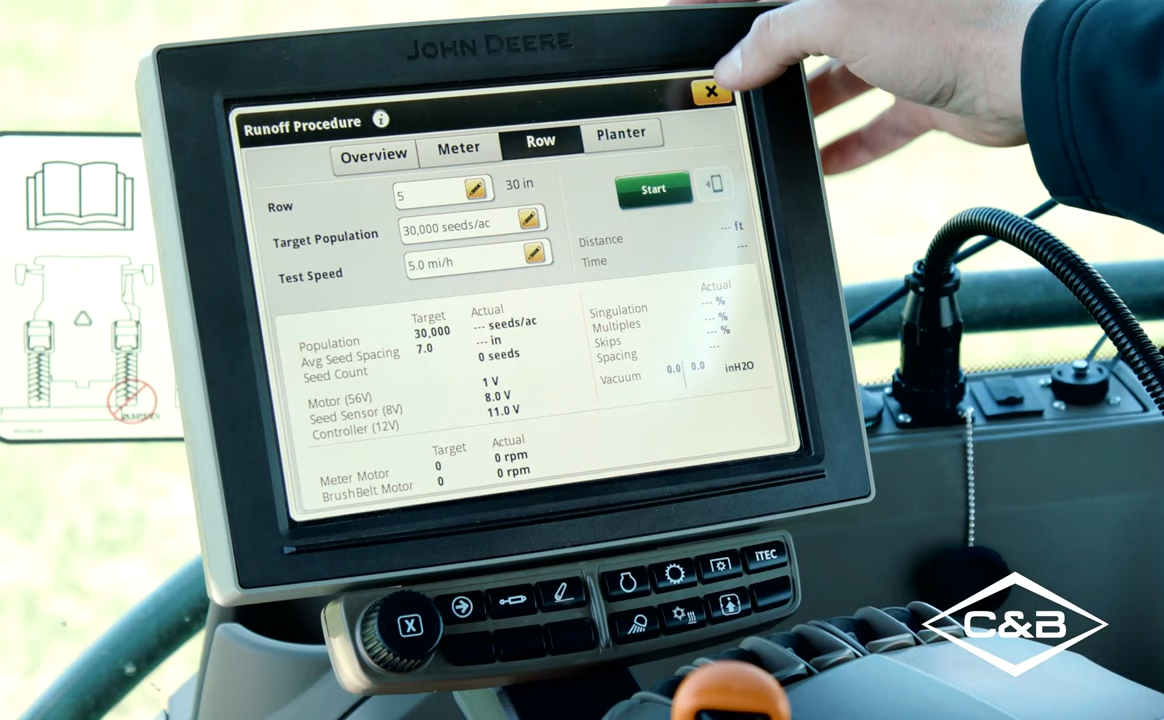 JOHN DEERE
Runoff Procedure i
X
Overview Meter Row Planter
Row 5 30 in
Target Population 30,000 seeds/ac
Test Speed 5.0 mi/h
Start
Distance --- ft
Time ---
Target Actual
Population 30,000 --- seeds/ac
Avg Seed Spacing 7.0 --- in
Seed Count 0 seeds
Motor (56V) 1 V
Seed Sensor (8V) 8.0 V
Controller (12V) 11.0 V
Actual
Singulation --- %
Multiples --- %
Skips --- %
Spacing ---
Vacuum 0.0 0.0 inH2O
Target Actual
Meter Motor 0 0 rpm
BrushBelt Motor 0 0 rpm
iTEC
X
C&B